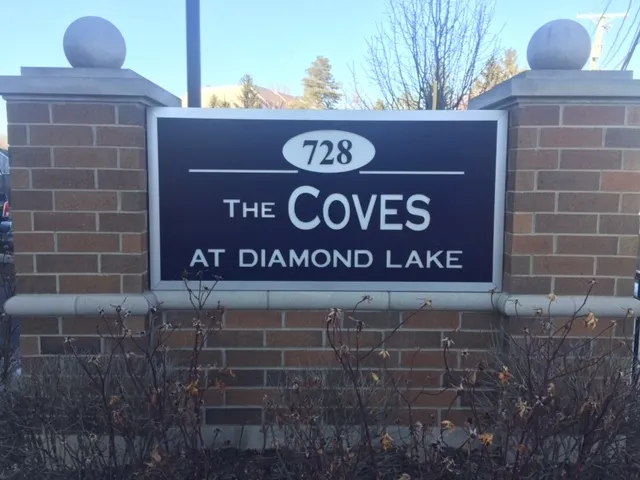 728
THE COVES
AT DIAMOND LAKE